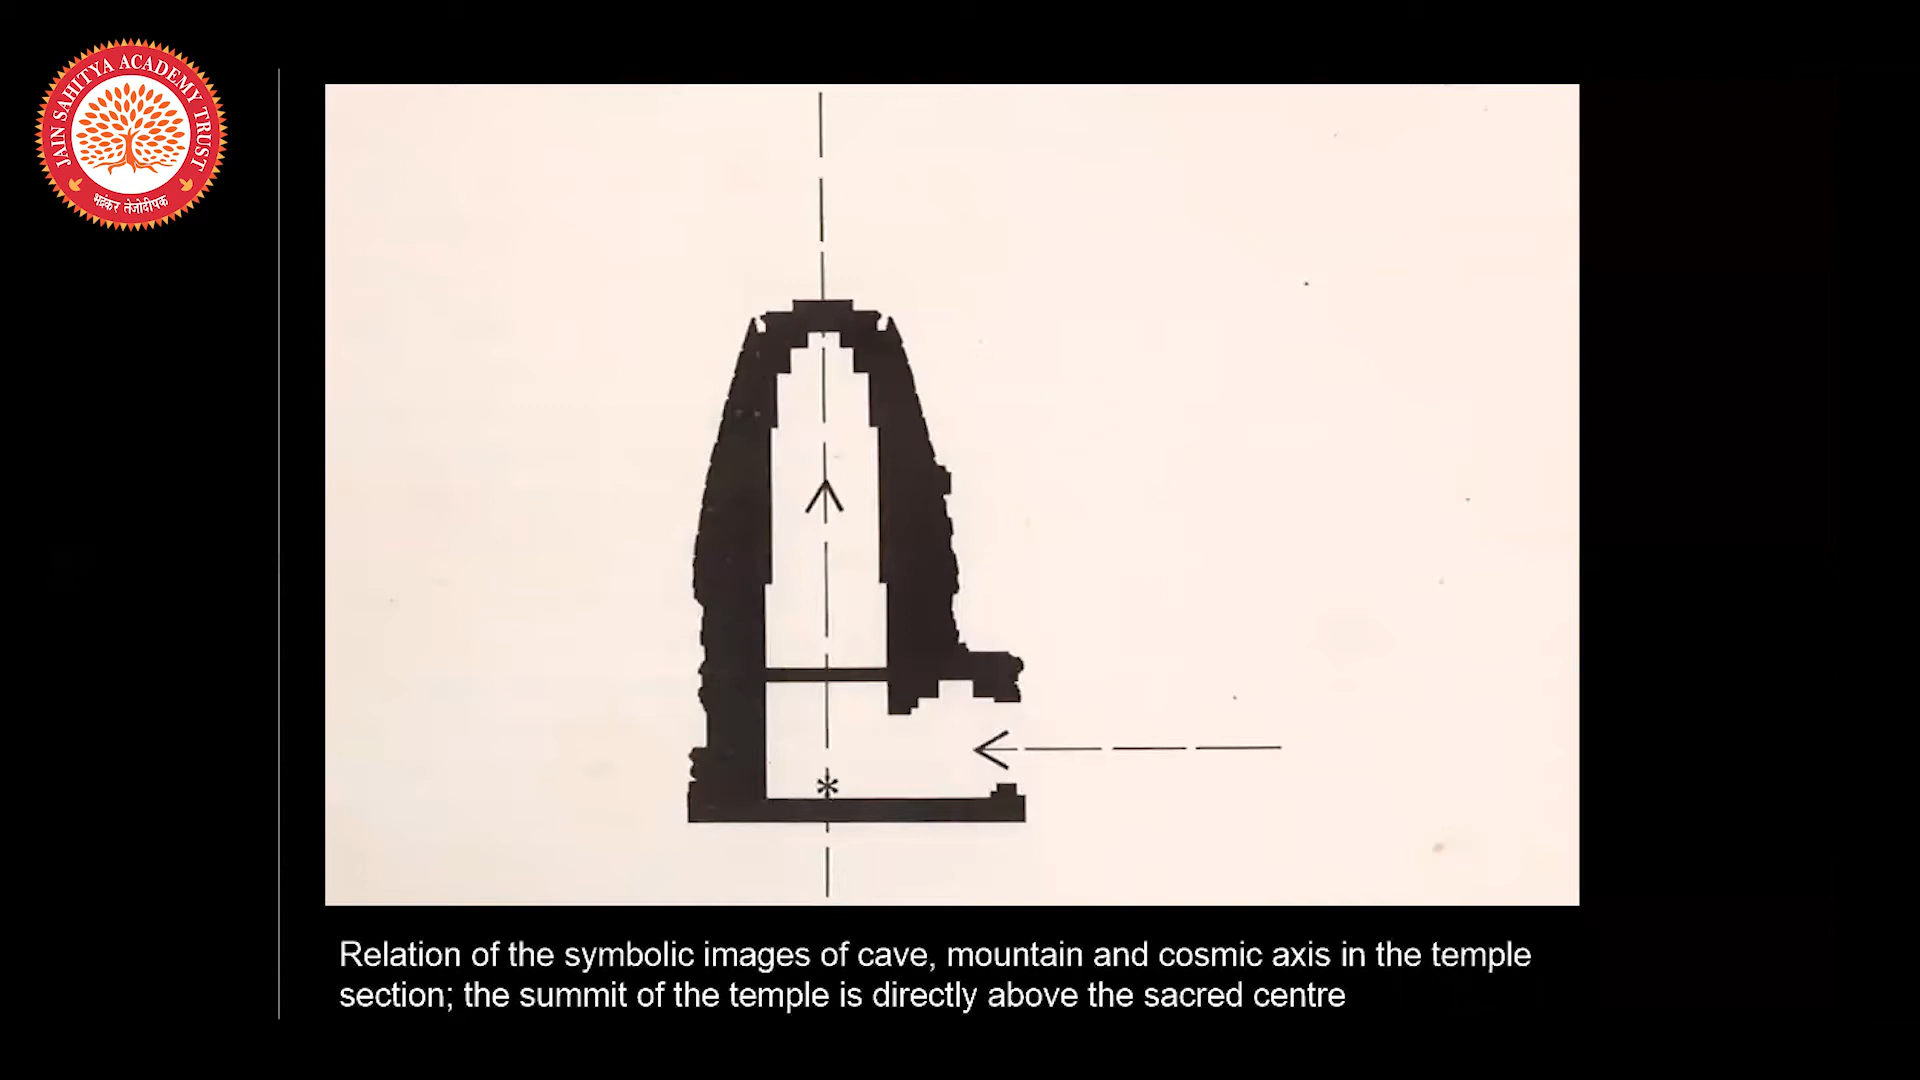 JAIN SAHITYA ACADEMY TRUST
भद्रंकर तेजोदीपक
Relation of the symbolic images of cave, mountain and cosmic axis in the temple
section; the summit of the temple is directly above the sacred centre